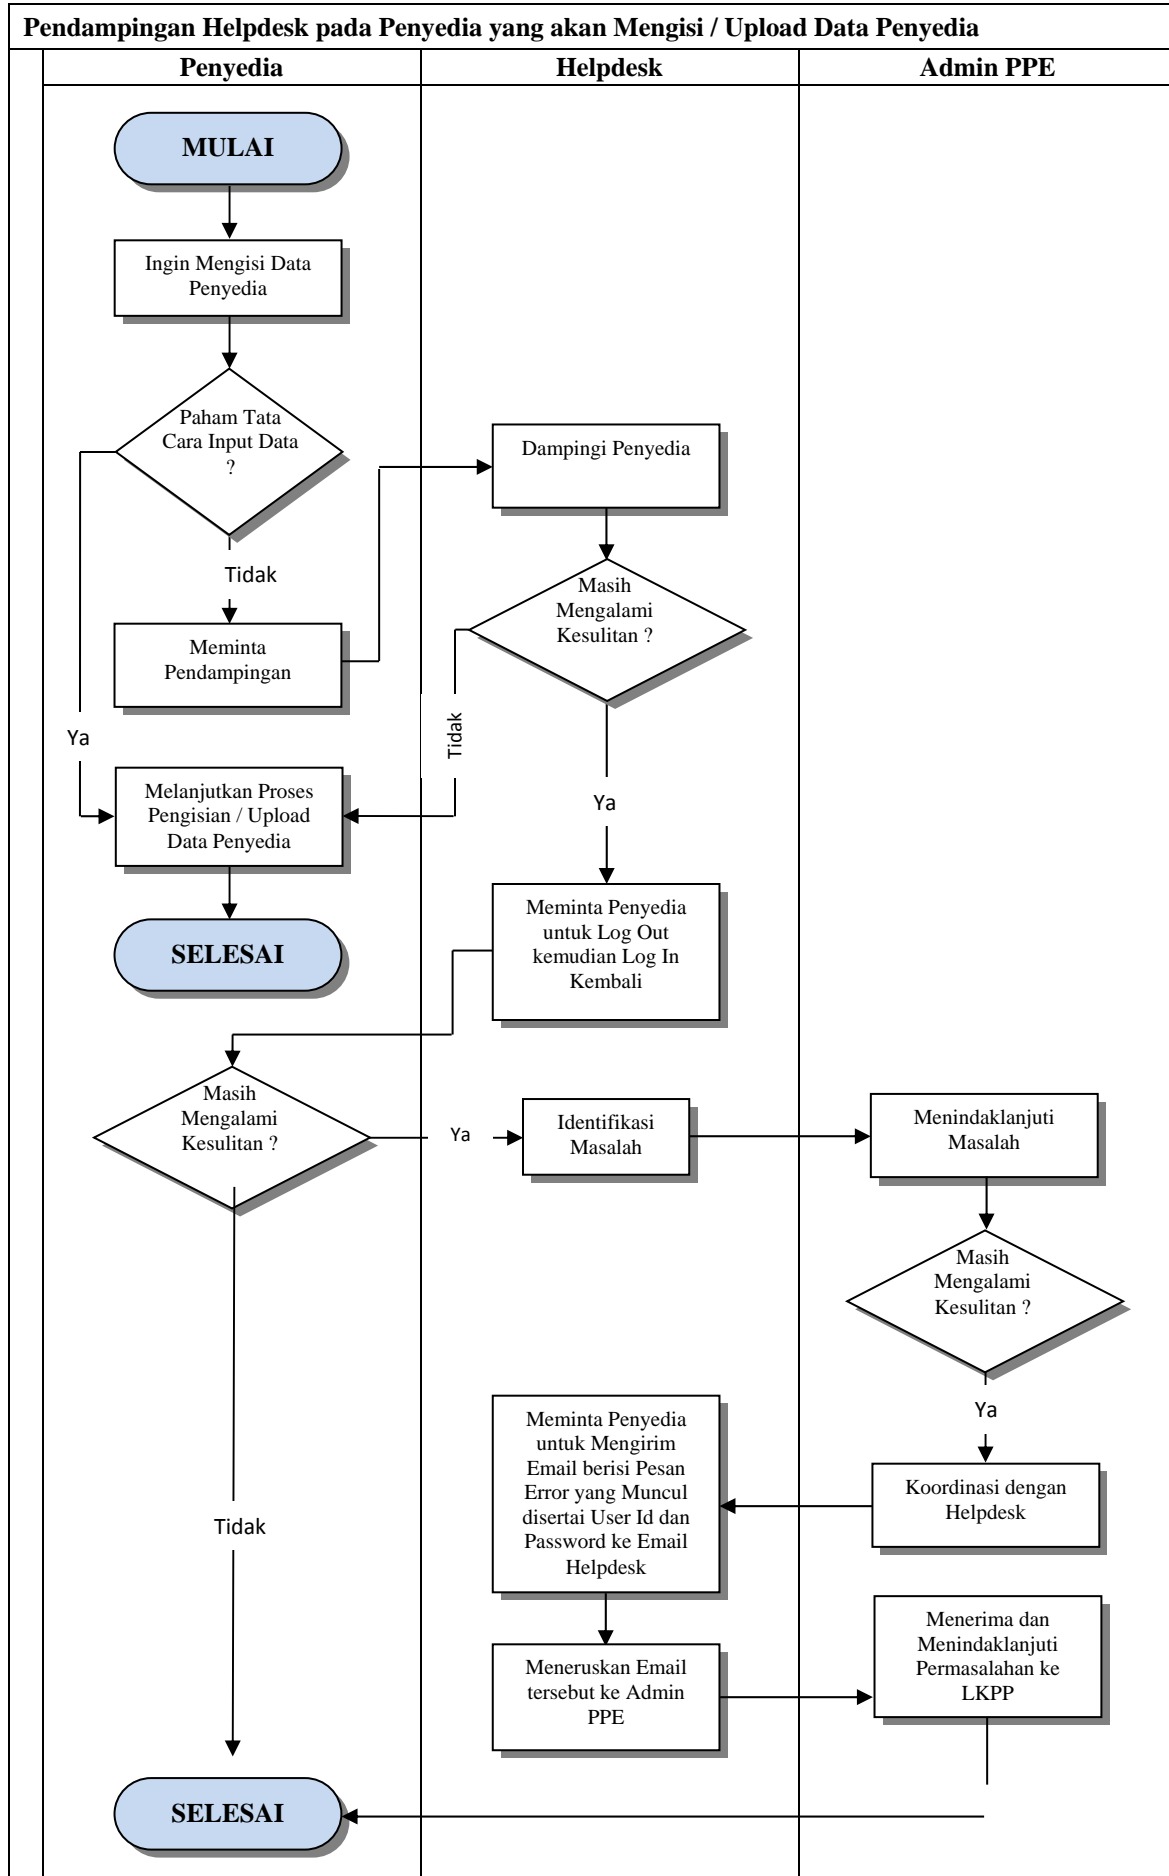 Pendampingan Helpdesk pada Penyedia yang akan Mengisi / Upload Data Penyedia
Penyedia
Helpdesk
Admin PPE
MULAI
Ingin Mengisi Data
Penyedia
Paham Tata
Cara Input Data
?
Tidak
Meminta
Pendampingan
Ya
Dampingi Penyedia
Masih
Mengalami
Kesulitan ?
Tidak
Ya
Melanjutkan Proses
Pengisian / Upload
Data Penyedia
SELESAI
Meminta Penyedia
untuk Log Out
kemudian Log In
Kembali
Masih
Mengalami
Kesulitan ?
Ya
Identifikasi
Masalah
Menindaklanjuti
Masalah
Masih
Mengalami
Kesulitan ?
Ya
Koordinasi dengan
Helpdesk
Meminta Penyedia
untuk Mengirim
Email berisi Pesan
Error yang Muncul
disertai User Id dan
Password ke Email
Helpdesk
Tidak
Meneruskan Email
tersebut ke Admin
PPE
Menerima dan
Menindaklanjuti
Permasalahan ke
LKPP
SELESAI